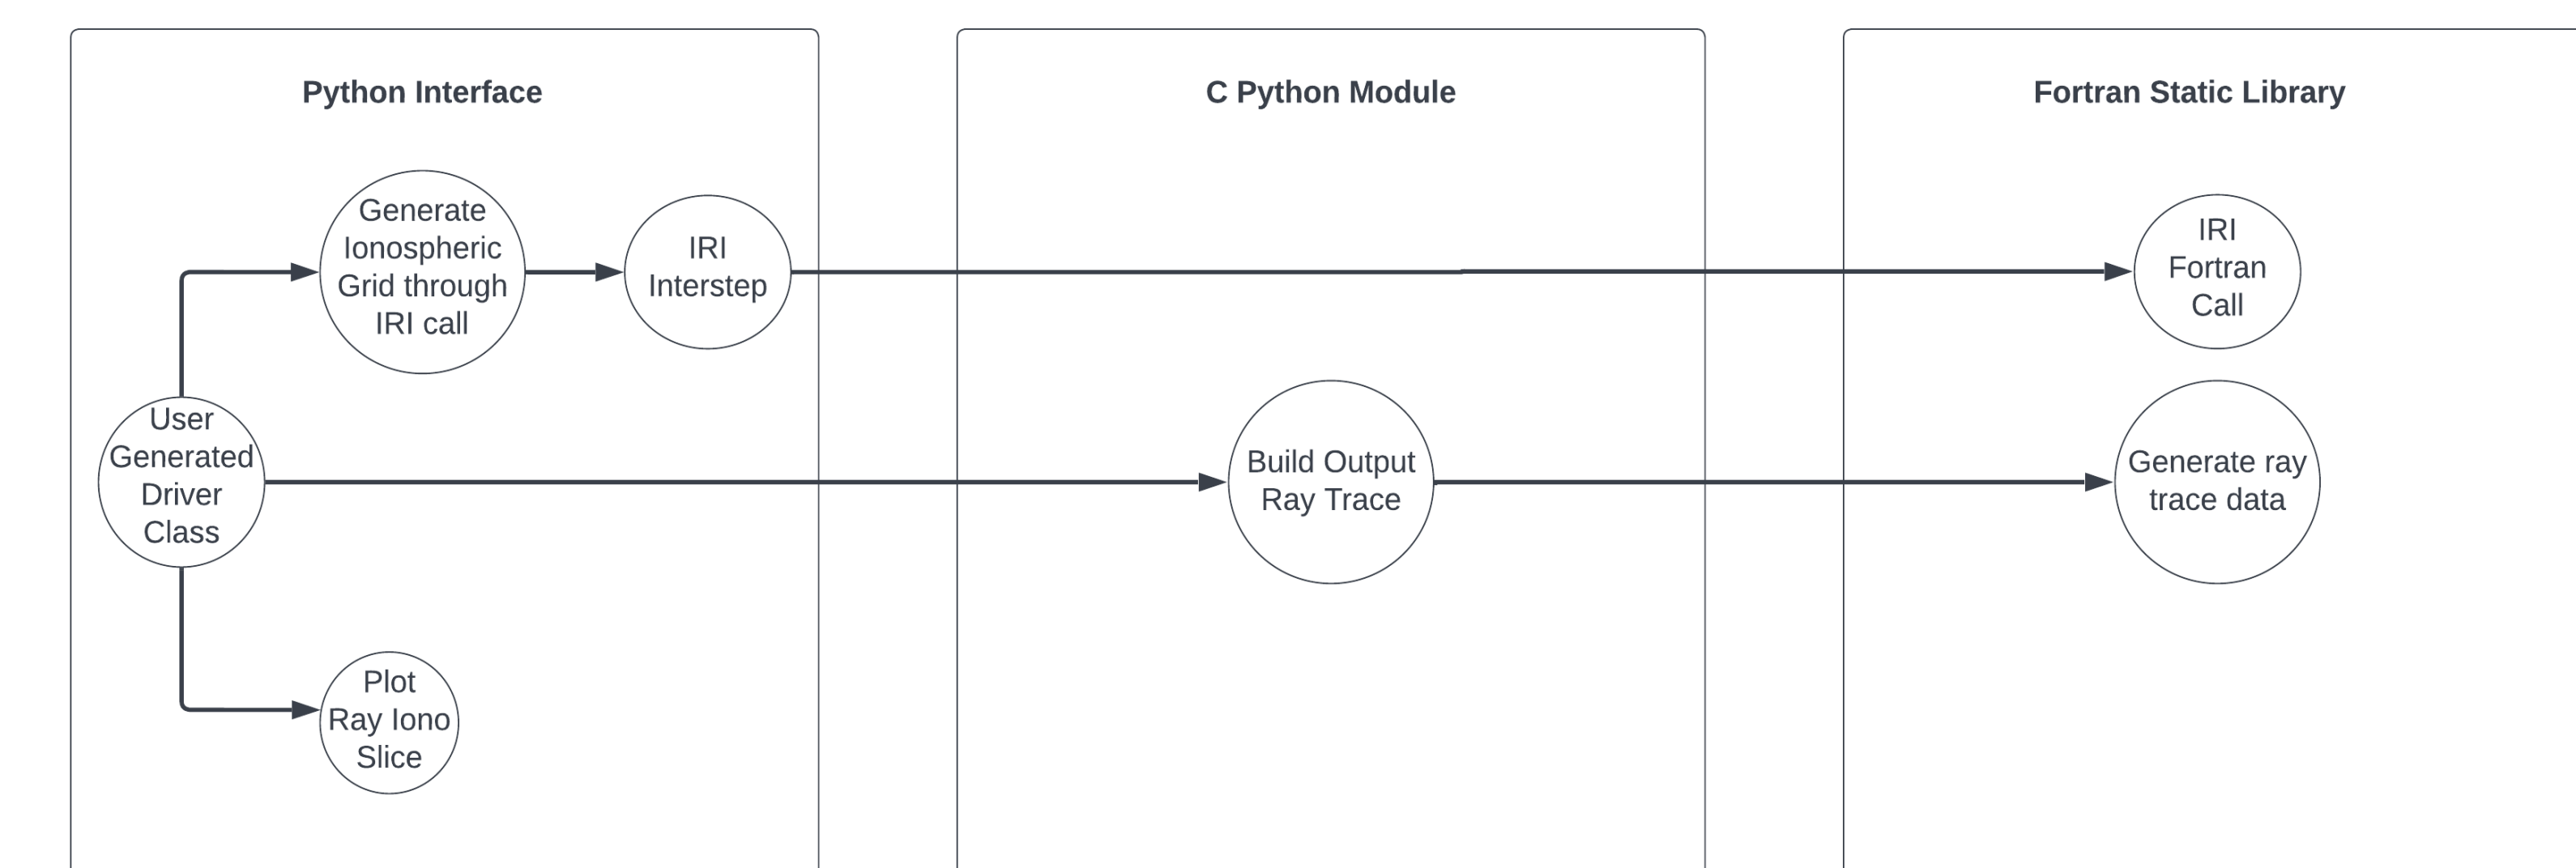 Python Interface
C Python Module
Fortran Static Library
Generate
Ionospheric
Grid through
IRI call
IRI
Interstep
IRI
Fortran
Call
User
Generated
Driver
Class
Build Output
Ray Trace
Generate ray
trace data
Plot
Ray Iono
Slice